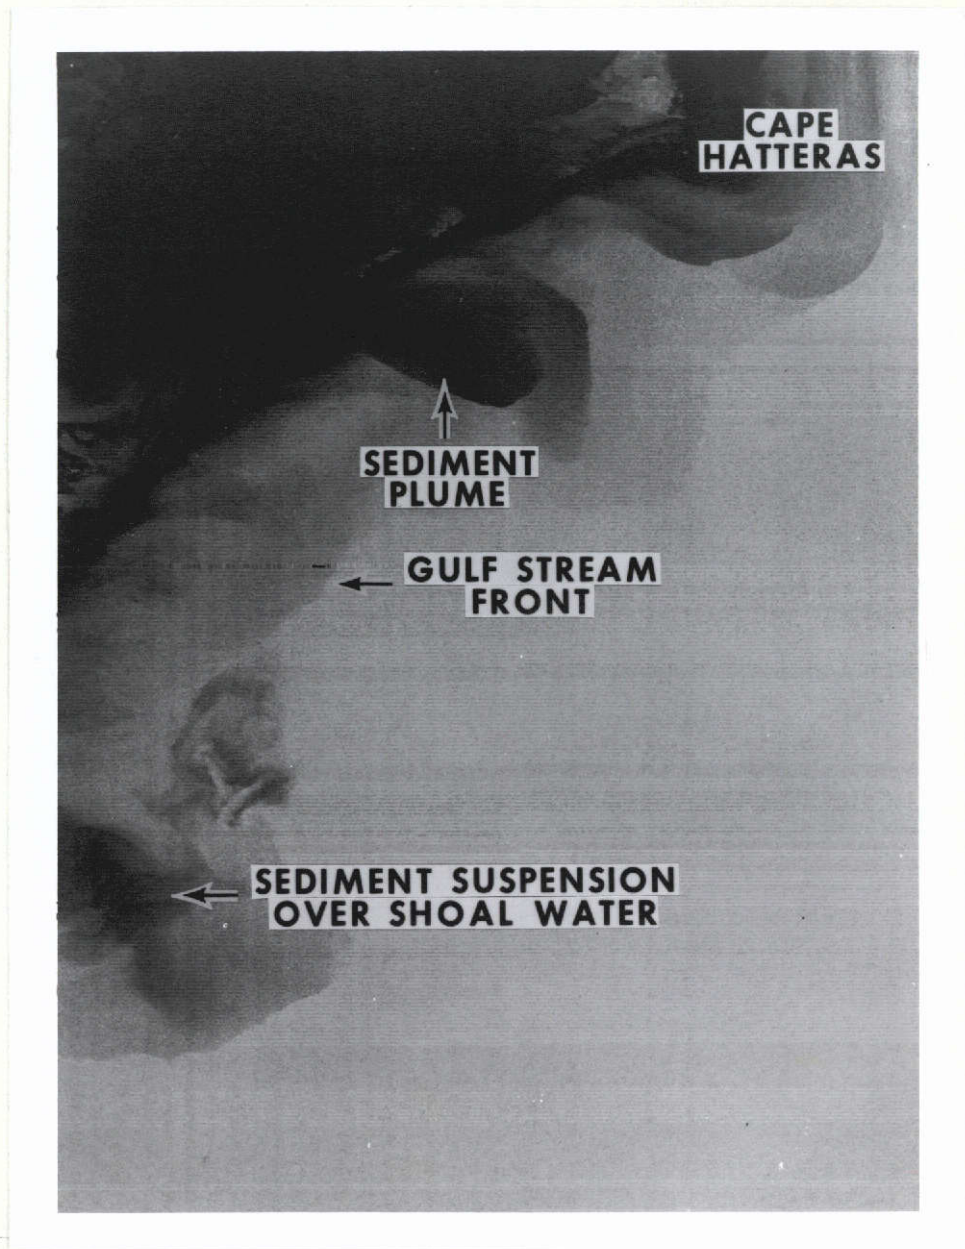 CAPE
HATTERAS
SEDIMENT
PLUME
GULF STREAM
FRONT
SEDIMENT SUSPENSION
OVER SHOAL WATER